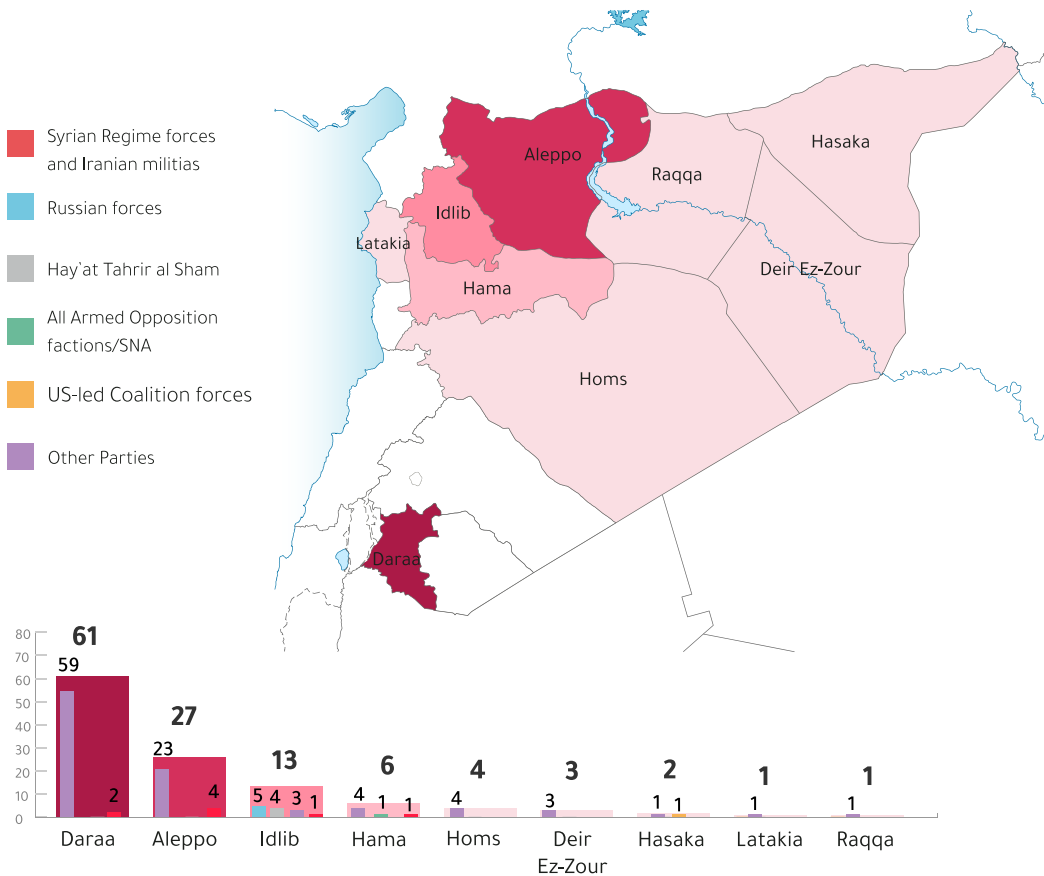 Syrian Regime forces
and Iranian militias
Russian forces
Hay`at Tahrir al Sham
All Armed Opposition
factions/SNA
US-led Coalition forces
Other Parties
Hasaka
Aleppo
Raqqa
Idlib
Latakia
Deir Ez-Zour
Hama
Homs
Daraa
80
70
60
50
40
30
20
10
0
61
59
2
27
23
4
13
5
4
3
1
6
4
1
1
4
4
3
3
2
1
1
1
1
1
1
Daraa
Aleppo
Idlib
Hama
Homs
Deir
Ez-Zour
Hasaka
Latakia
Raqqa